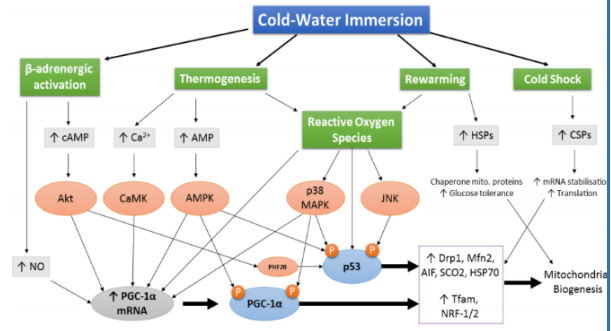 Cold-Water Immersion
β-adrenergic
activation
Thermogenesis
Rewarming
Cold Shock
Reactive Oxygen
Species
↑ cAMP
↑ Ca²⁺
↑ AMP
↑ HSPs
↑ CSPs
Chaperone mito. proteins
↑ Glucose tolerance
↑ mRNA stabilisation
↑ Translation
Akt
CaMK
AMPK
p38
MAPK
JNK
↑ NO
PHF20
P
P
p53
↑ Drp1, Mfn2,
AIF, SCO2, HSP70
↑ Tfam,
NRF-1/2
Mitochondria
Biogenesis
↑ PGC-1α
mRNA
P
P
PGC-1α